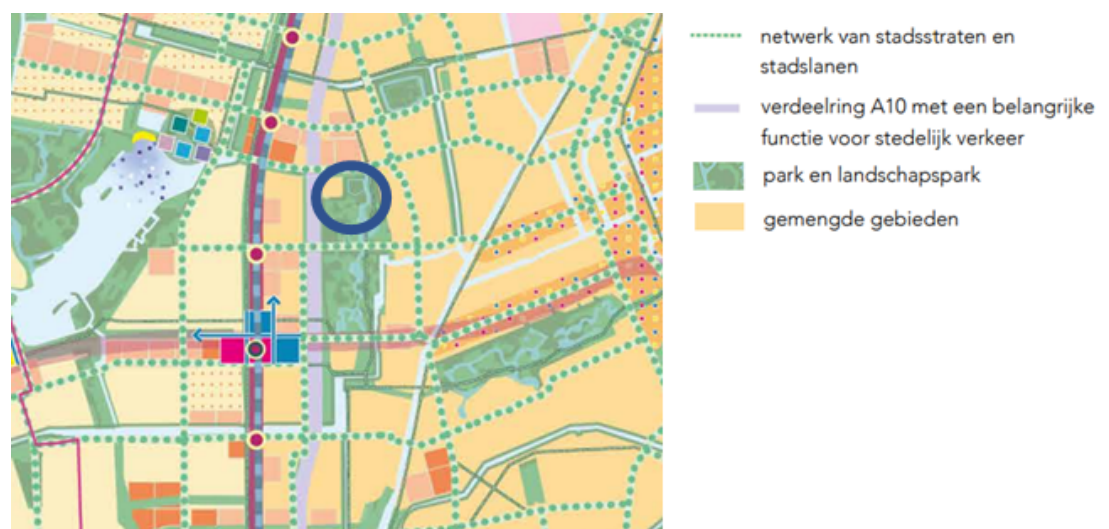 netwerk van stadsstraten en
stadslanen
verdeelring A10 met een belangrijke
functie voor stedelijk verkeer
park en landschapspark
gemengde gebieden